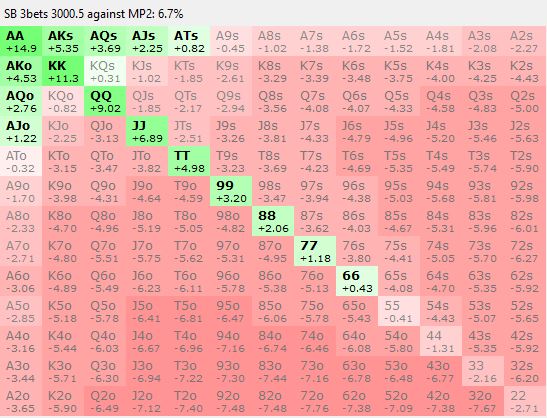 SB 3bets 3000.5 against MP2: 6.7%
AA AKs AQs AJs ATs A9s A8s A7s A6s A5s A4s A3s A2s
+14.9 +5.35 +3.69 +2.25 +0.82 -0.45 -1.02 -1.38 -1.72 -1.52 -1.81 -2.08 -2.27
AKo KK KQs KJs KTs K9s K8s K7s K6s K5s K4s K3s K2s
+4.53 +11.3 +0.31 -1.02 -1.85 -2.61 -3.29 -3.39 -3.48 -3.75 -4.00 -4.25 -4.43
AQo KQo QQ QJs QTs Q9s Q8s Q7s Q6s Q5s Q4s Q3s Q2s
+2.76 -0.82 +9.02 -1.85 -2.17 -2.94 -3.56 -4.08 -4.07 -4.33 -4.58 -4.83 -5.00
AJo KJo QJo JJ JTs J9s J8s J7s J6s J5s J4s J3s J2s
+1.22 -2.25 -3.13 +6.89 -2.51 -3.26 -3.81 -4.33 -4.79 -4.96 -5.20 -5.46 -5.63
ATo KTo QTo JTo TT T9s T8s T7s T6s T5s T4s T3s T2s
-0.32 -3.15 -3.47 -3.82 +4.98 -3.23 -3.69 -4.23 -4.69 -5.35 -5.49 -5.74 -5.90
A9o K9o Q9o J9o T9o 99 98s 97s 96s 95s 94s 93s 92s
-1.70 -3.98 -4.31 -4.64 -4.59 +3.20 -3.47 -3.94 -4.38 -5.03 -5.68 -5.81 -5.98
A8o K8o Q8o J8o T8o 98o 88 87s 86s 85s 84s 83s 82s
-2.33 -4.70 -4.96 -5.19 -5.05 -4.82 +2.06 -3.62 -4.03 -4.67 -5.31 -5.96 -6.01
A7o K7o Q7o J7o T7o 97o 87o 77 76s 75s 74s 73s 72s
-2.71 -4.80 -5.51 -5.75 -5.62 -5.31 -4.95 +1.18 -3.80 -4.41 -5.05 -5.70 -6.27
A6o K6o Q6o J6o T6o 96o 86o 76o 66 65s 64s 63s 62s
-3.06 -4.89 -5.49 -6.23 -6.11 -5.78 -5.38 -5.13 +0.43 -4.08 -4.70 -5.35 -5.92
A5o K5o Q5o J5o T5o 95o 85o 75o 65o 55 54s 53s 52s
-2.85 -5.18 -5.78 -6.41 -6.81 -6.47 -6.06 -5.78 -5.43 -0.41 -4.43 -5.07 -5.65
A4o K4o Q4o J4o T4o 94o 84o 74o 64o 54o 44 43s 42s
-3.16 -5.44 -6.03 -6.67 -6.96 -7.16 -6.74 -6.46 -6.08 -5.80 -1.31 -5.35 -5.92
A3o K3o Q3o J3o T3o 93o 83o 73o 63o 53o 43o 33 32s
-3.44 -5.71 -6.30 -6.94 -7.22 -7.30 -7.44 -7.16 -6.78 -6.48 -6.77 -2.16 -6.20
A2o K2o Q2o J2o T2o 92o 82o 72o 62o 52o 42o 32o 22
-3.65 -5.90 -6.49 -7.12 -7.40 -7.48 -7.48 -7.76 -7.38 -7.09 -7.38 -7.67 -2.71